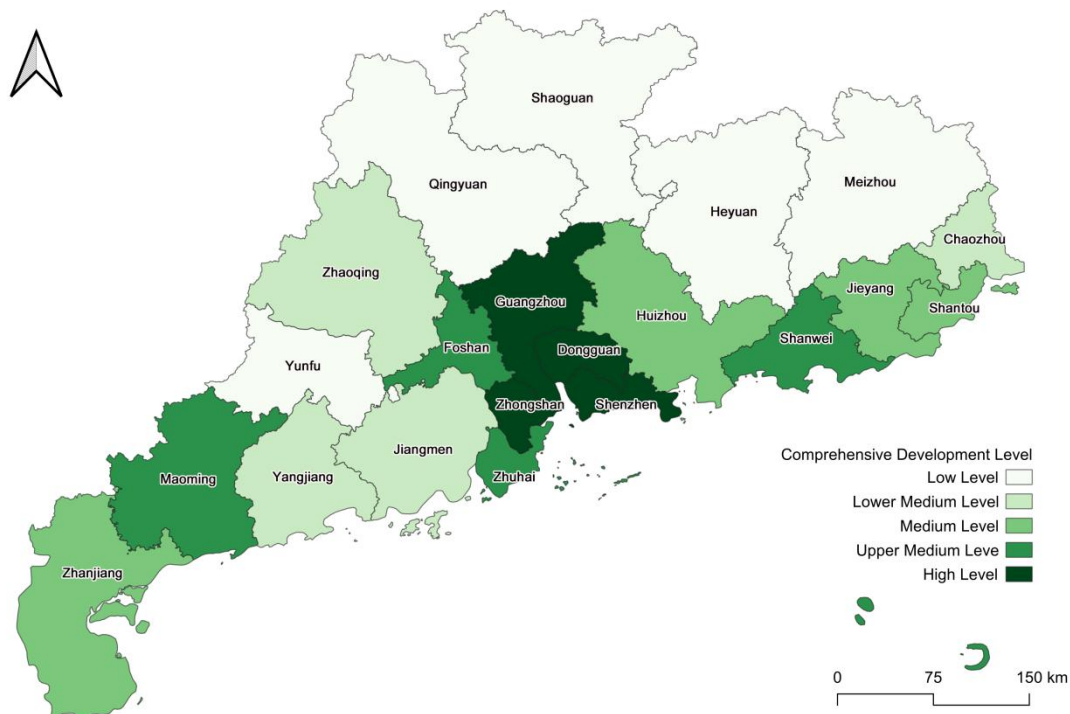 Shaoguan
Meizhou
Qingyuan
Heyuan
Chaozhou
Zhaoqing
Jieyang
Guangzhou
Shantou
Huizhou
Shanwei
Foshan
Dongguan
Yunfu
Zhongshan
Shenzhen
Jiangmen
Maoming
Yangjiang
Zhuhai
Zhanjiang
Comprehensive Development Level
Low Level
Lower Medium Level
Medium Level
Upper Medium Leve
High Level
0 75 150 km